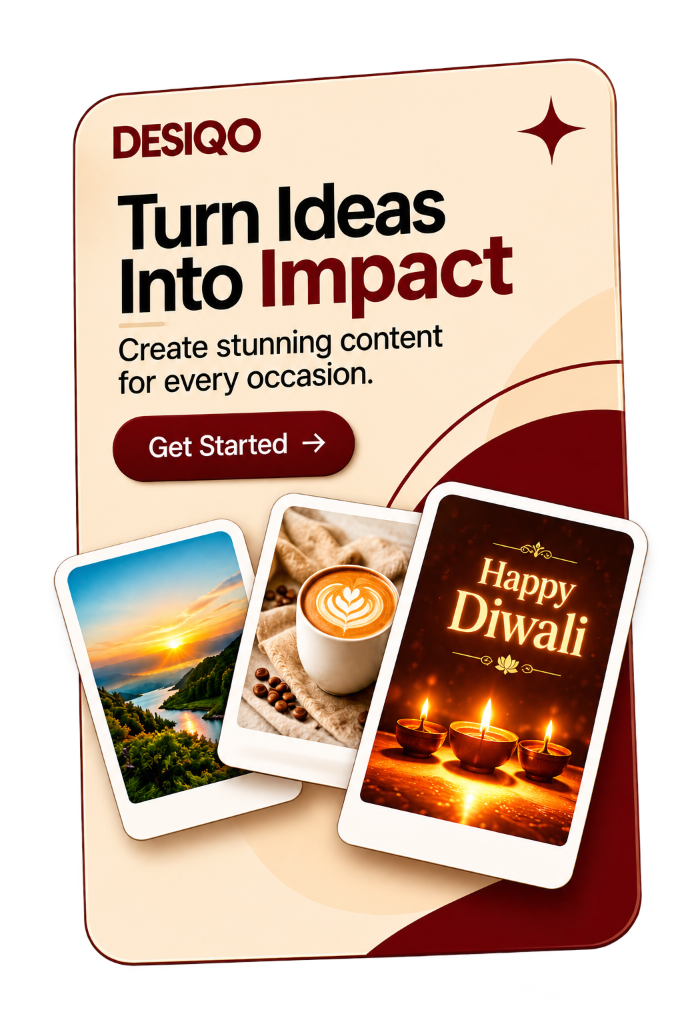 DESIQO
Turn Ideas
Into Impact
Create stunning content
for every occasion.
Get Started →
Happy
Diwali